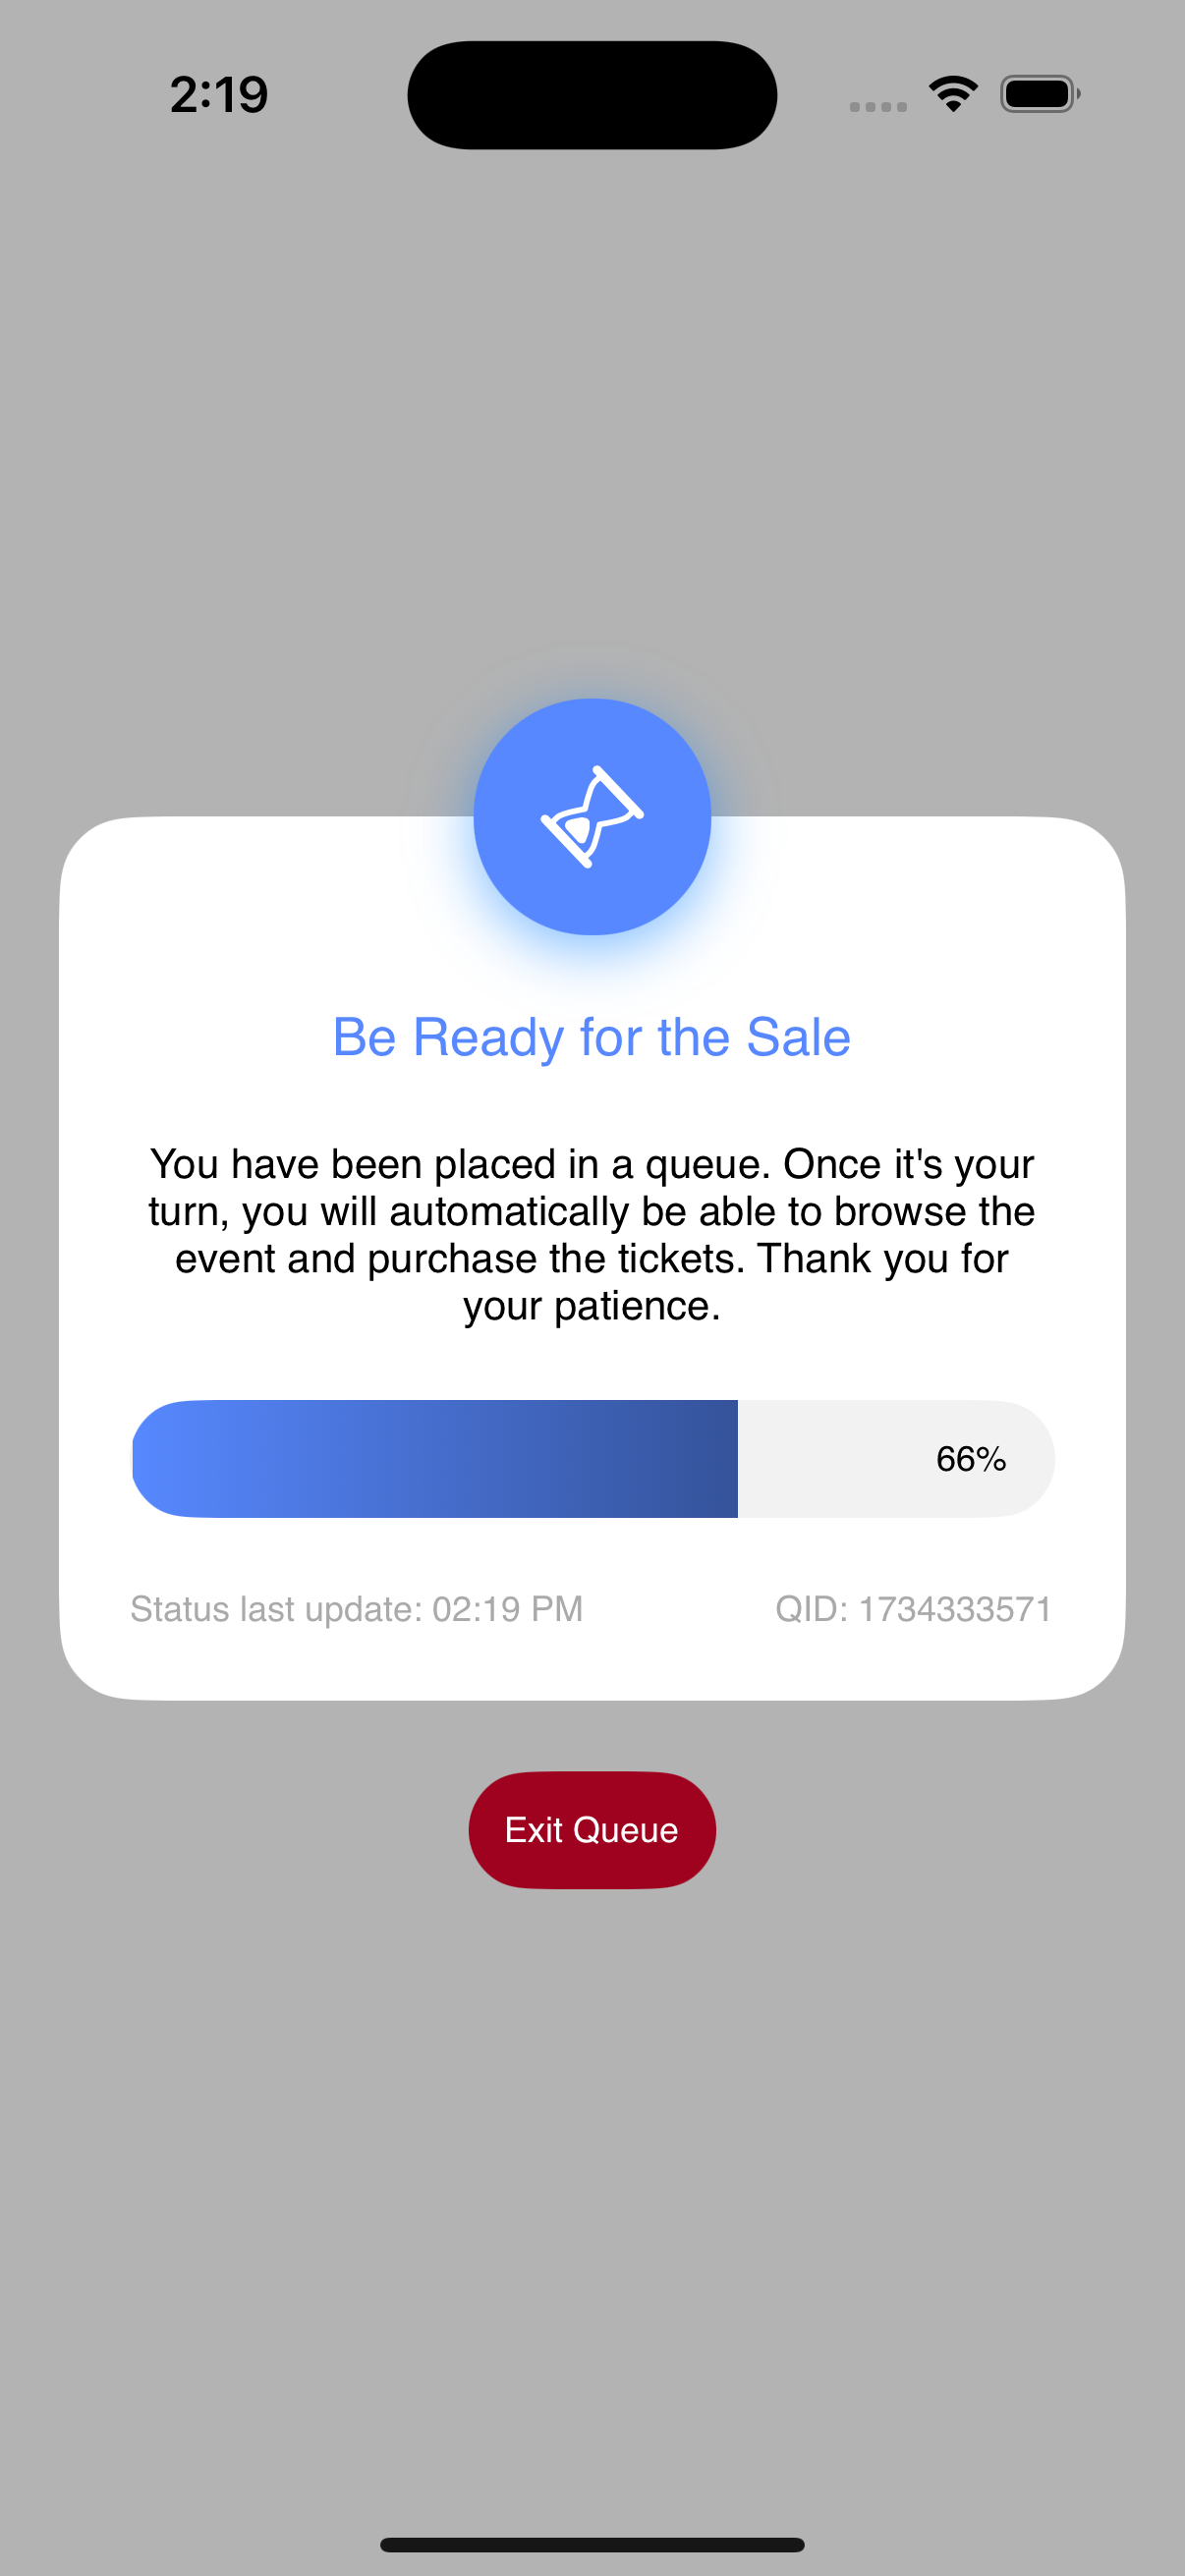 2:19
Be Ready for the Sale
You have been placed in a queue. Once it's your
turn, you will automatically be able to browse the
event and purchase the tickets. Thank you for
your patience.
66%
Status last update: 02:19 PM QID: 1734333571
Exit Queue